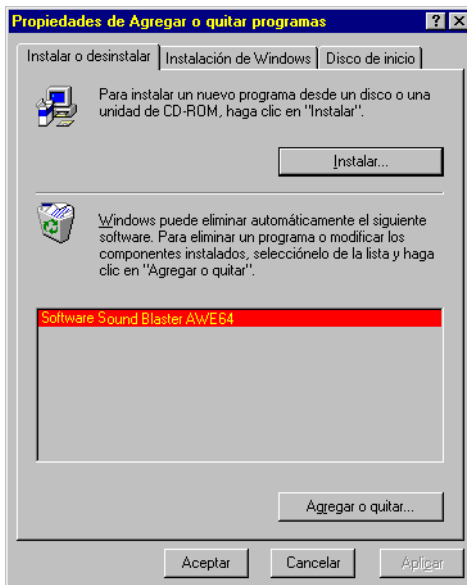 Propiedades de Agregar o quitar programas
Instalar o desinstalar
Instalación de Windows
Disco de inicio
Para instalar un nuevo programa desde un disco o una
unidad de CD-ROM, haga clic en "Instalar".
Instalar...
Windows puede eliminar automáticamente el siguiente
software. Para eliminar un programa o modificar los
componentes instalados, selecciónelo de la lista y haga
clic en "Agregar o quitar".
Software Sound Blaster AWE64
Agregar o quitar...
Aceptar
Cancelar
Aplicar